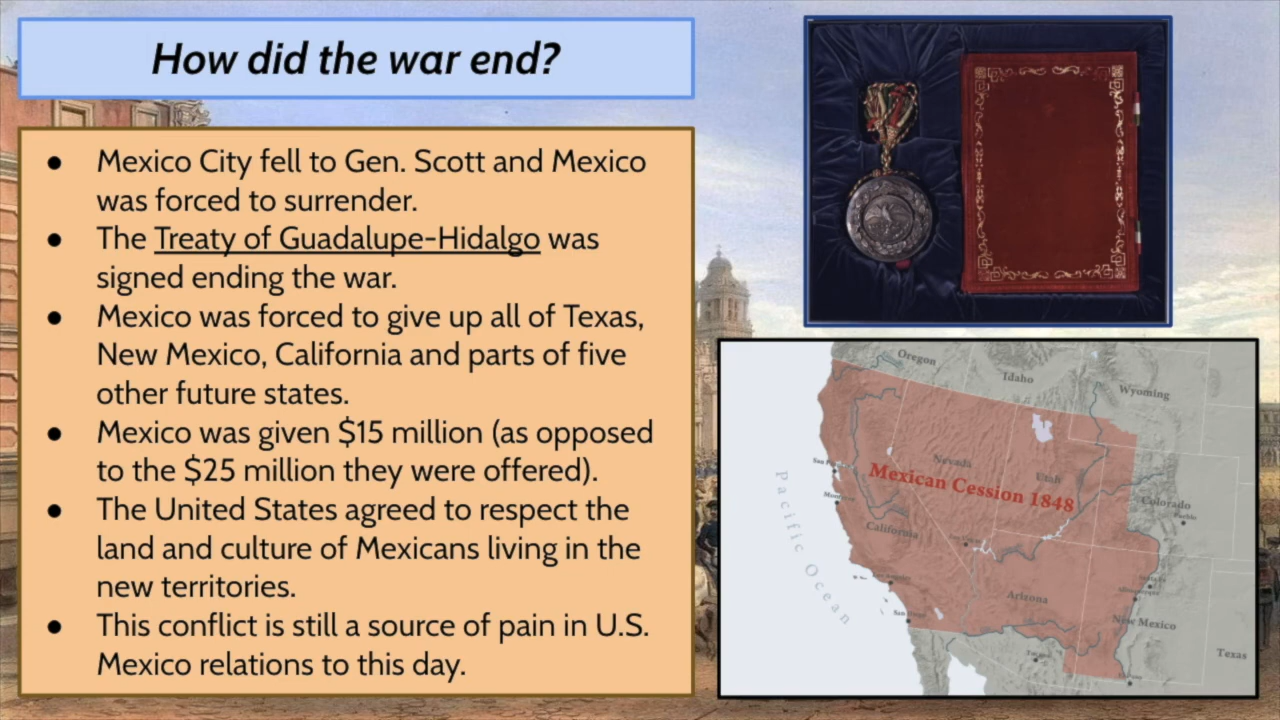 How did the war end?
● Mexico City fell to Gen. Scott and Mexico
was forced to surrender.
● The Treaty of Guadalupe-Hidalgo was
signed ending the war.
● Mexico was forced to give up all of Texas,
New Mexico, California and parts of five
other future states.
● Mexico was given $15 million (as opposed
to the $25 million they were offered).
● The United States agreed to respect the
land and culture of Mexicans living in the
new territories.
● This conflict is still a source of pain in U.S.
Mexico relations to this day.
Oregon
Idaho
Wyoming
Nevada
Utah
Mexican Cession 1848
Colorado
Pueblo
California
Pacific Ocean
Arizona
New Mexico
Texas